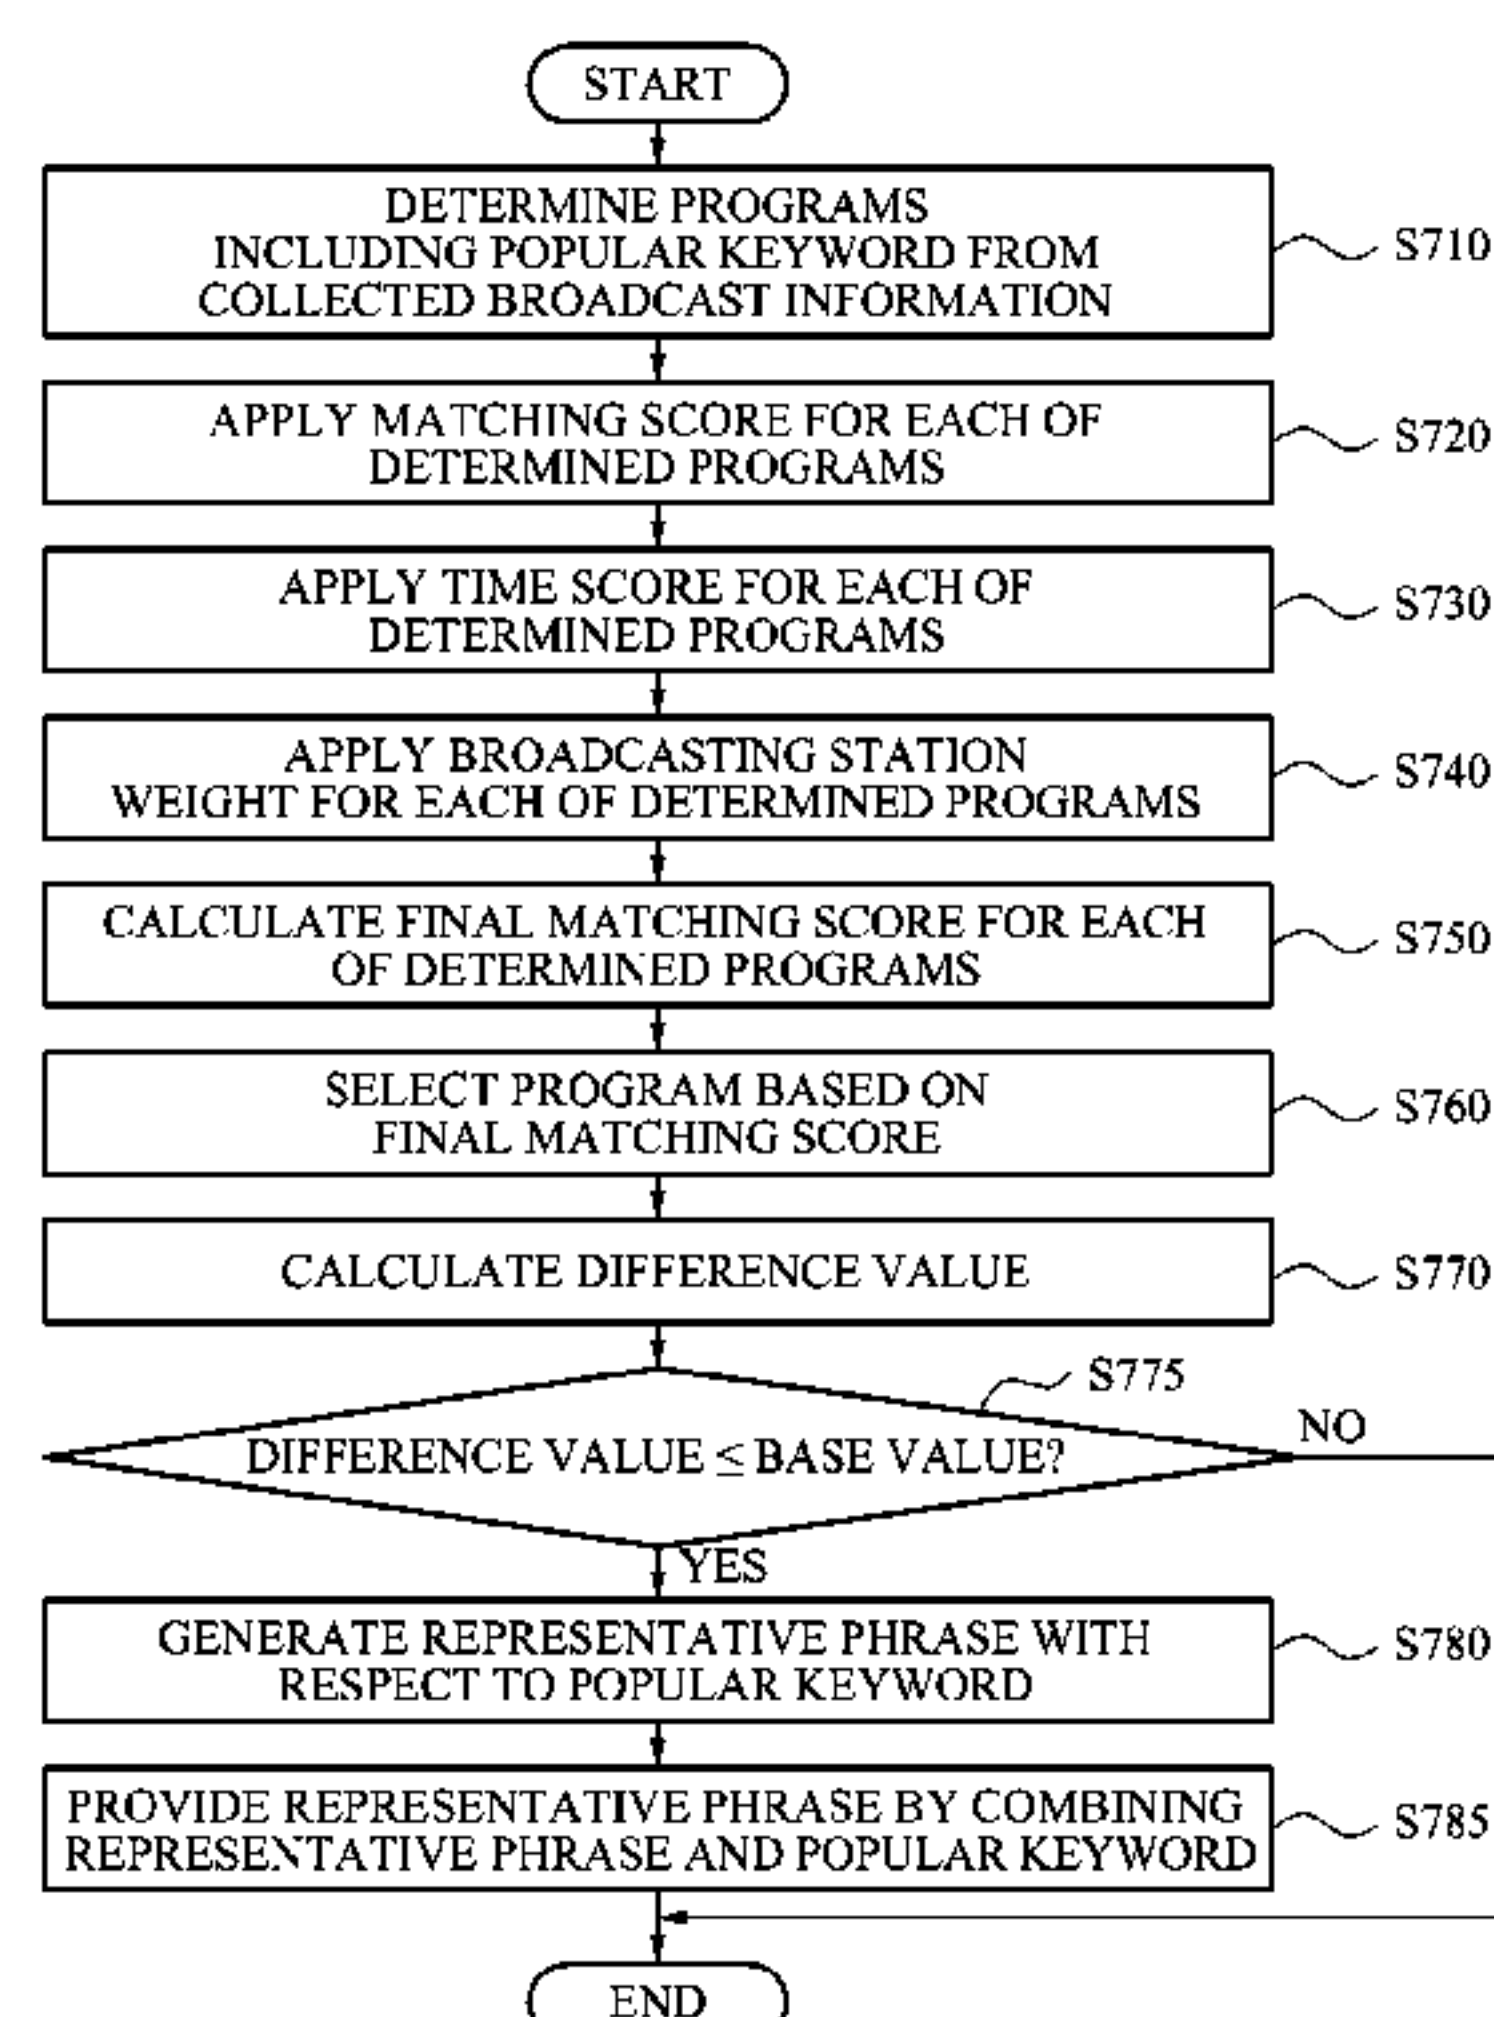 START
DETERMINE PROGRAMS
INCLUDING POPULAR KEYWORD FROM
COLLECTED BROADCAST INFORMATION
S710
APPLY MATCHING SCORE FOR EACH OF
DETERMINED PROGRAMS
S720
APPLY TIME SCORE FOR EACH OF
DETERMINED PROGRAMS
S730
APPLY BROADCASTING STATION
WEIGHT FOR EACH OF DETERMINED PROGRAMS
S740
CALCULATE FINAL MATCHING SCORE FOR EACH
OF DETERMINED PROGRAMS
S750
SELECT PROGRAM BASED ON
FINAL MATCHING SCORE
S760
CALCULATE DIFFERENCE VALUE
S770
S775
DIFFERENCE VALUE ≤ BASE VALUE?
NO
YES
GENERATE REPRESENTATIVE PHRASE WITH
RESPECT TO POPULAR KEYWORD
S780
PROVIDE REPRESENTATIVE PHRASE BY COMBINING
REPRESENTATIVE PHRASE AND POPULAR KEYWORD
S785
END